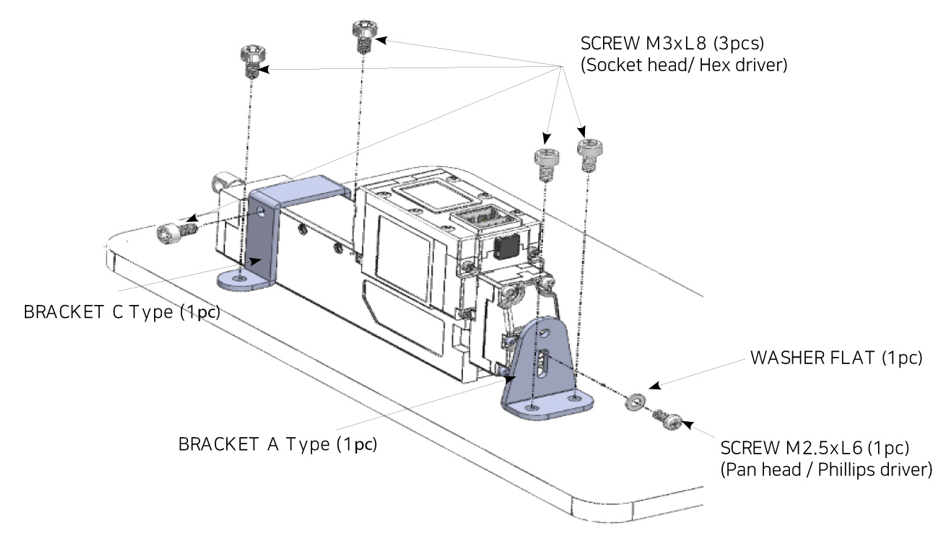 SCREW M3xL8 (3pcs)
(Socket head/ Hex driver)
BRACKET C Type (1pc)
WASHER FLAT (1pc)
BRACKET A Type (1pc)
SCREW M2.5xL6 (1pc)
(Pan head / Phillips driver)